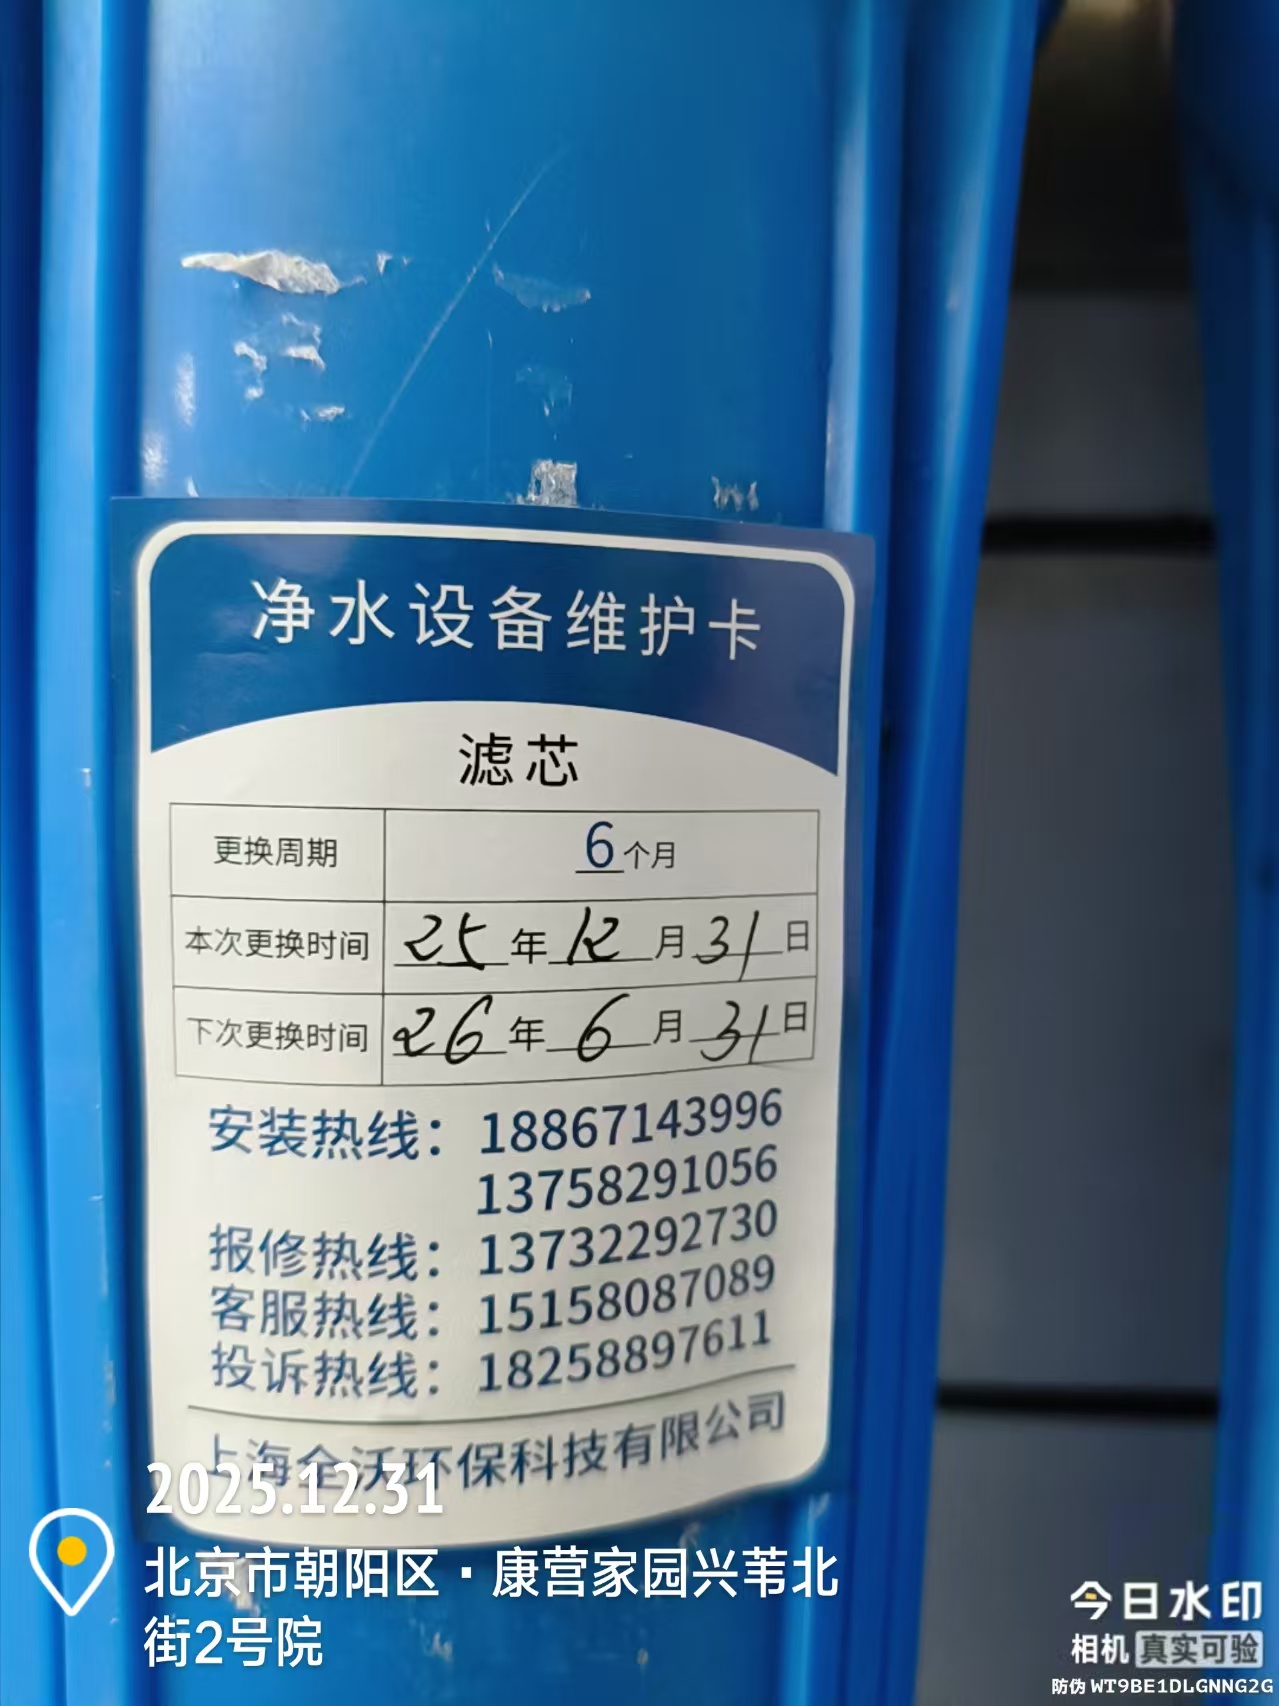 净水设备维护卡
滤芯
更换周期 6个月
本次更换时间 25年12月31日
下次更换时间 26年6月31日
安装热线：18867143996
13758291056
报修热线：13732292730
客服热线：15158087089
投诉热线：18258897611
上海全沃环保科技有限公司
2025.12.31
北京市朝阳区·康营家园兴苇北
街2号院
今日水印
相机 真实可验
防伪 WT9BE1DLGNNG2G